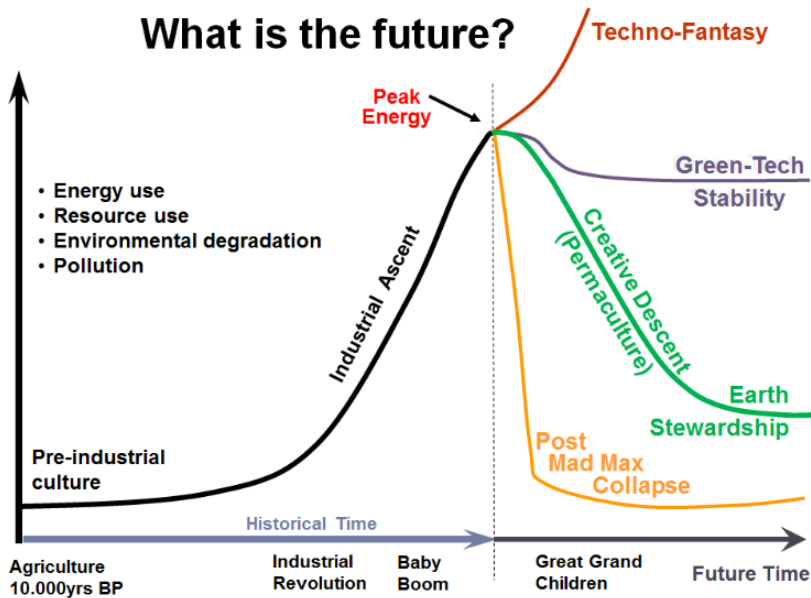 What is the future?
Techno-Fantasy
Peak
Energy
• Energy use
• Resource use
• Environmental degradation
• Pollution
Industrial Ascent
Green-Tech
Stability
Creative Descent
(Permaculture)
Earth
Stewardship
Post
Mad Max
Collapse
Pre-industrial
culture
Historical Time
Agriculture
10.000yrs BP
Industrial
Revolution
Baby
Boom
Great Grand
Children
Future Time